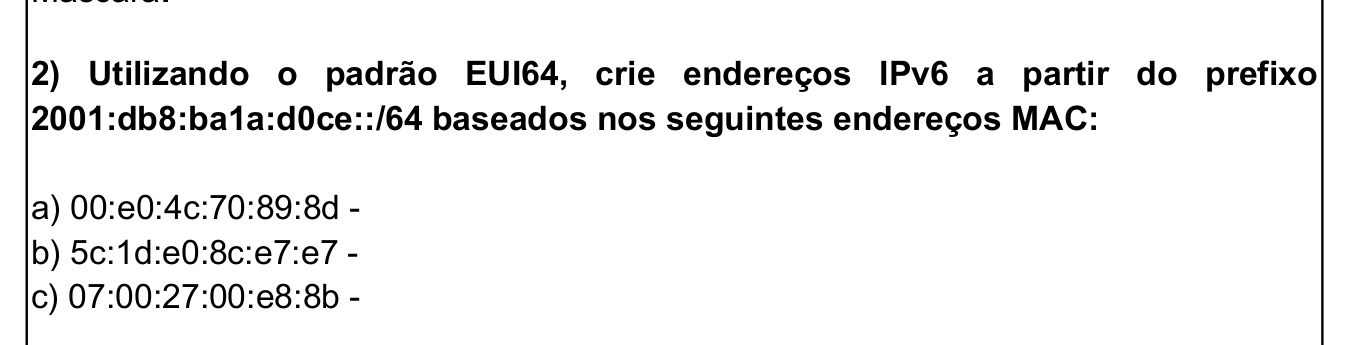 2) Utilizando o padrão EUI64, crie endereços IPv6 a partir do prefixo
2001:db8:ba1a:d0ce::/64 baseados nos seguintes endereços MAC:
a) 00:e0:4c:70:89:8d -
b) 5c:1d:e0:8c:e7:e7 -
c) 07:00:27:00:e8:8b -